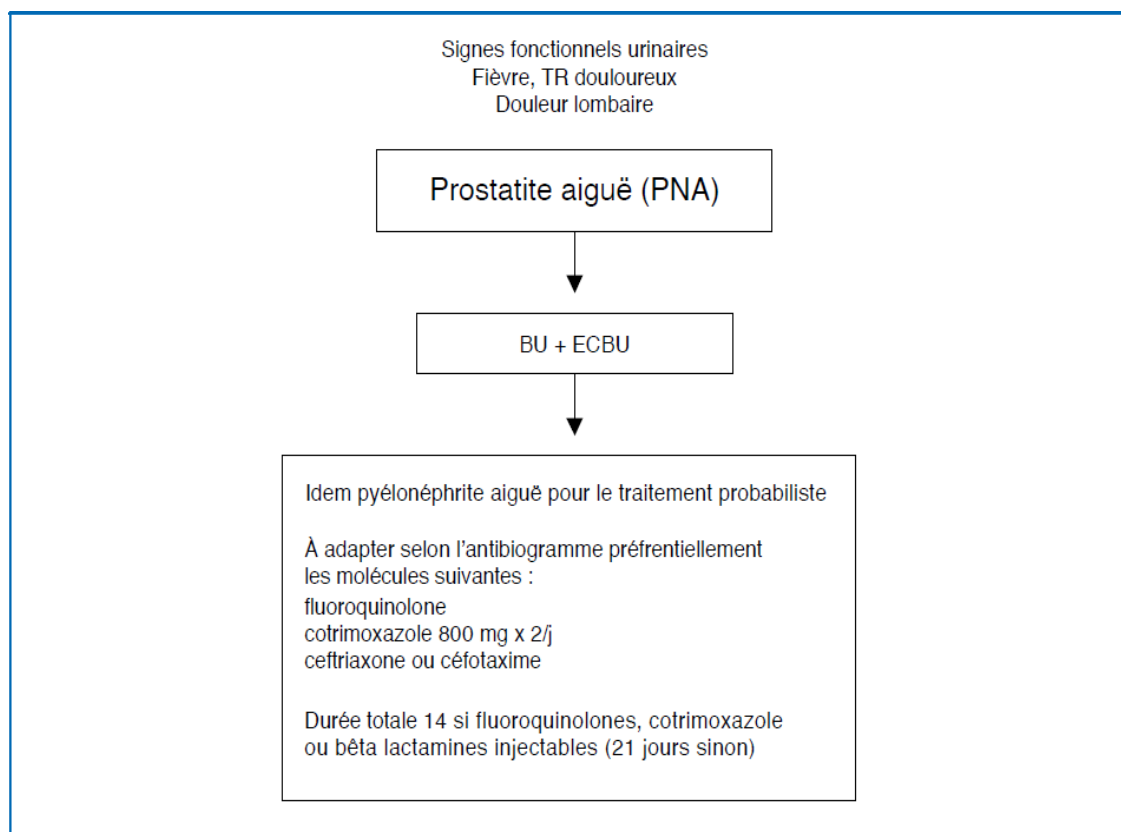 Signes fonctionnels urinaires
Fièvre, TR douloureux
Douleur lombaire
Prostatite aiguë (PNA)
BU + ECBU
Idem pyélonéphrite aiguë pour le traitement probabiliste
À adapter selon l'antibiogramme préfrentiellement
les molécules suivantes :
fluoroquinolone
cotrimoxazole 800 mg x 2/j
ceftriaxone ou céfotaxime
Durée totale 14 si fluoroquinolones, cotrimoxazole
ou bêta lactamines injectables (21 jours sinon)